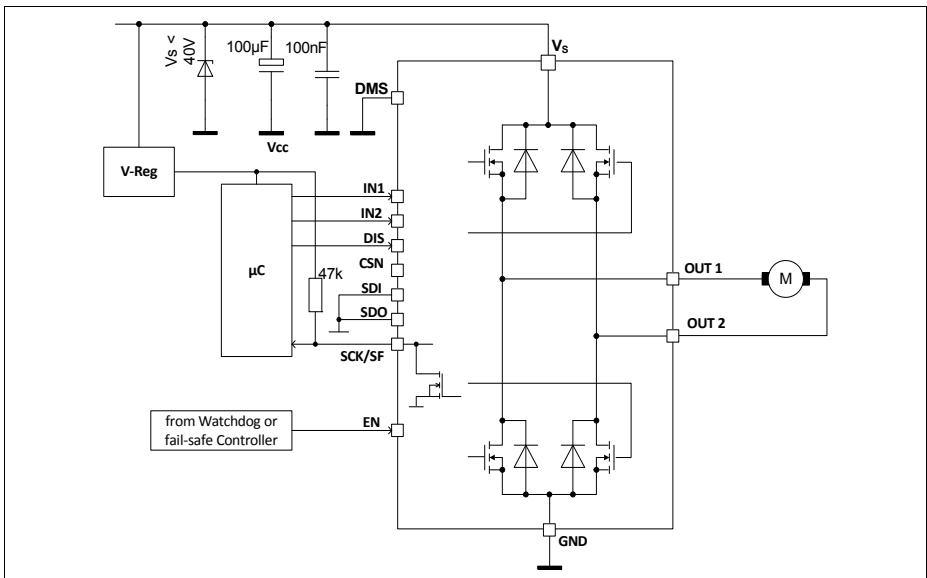 Vs <
40V
100µF
100nF
Vs
DMS
Vcc
V-Reg
IN1
IN2
DIS
CSN
µC
47k
SDI
SDO
SCK/SF
OUT 1
M
OUT 2
from Watchdog or
fail-safe Controller
EN
GND